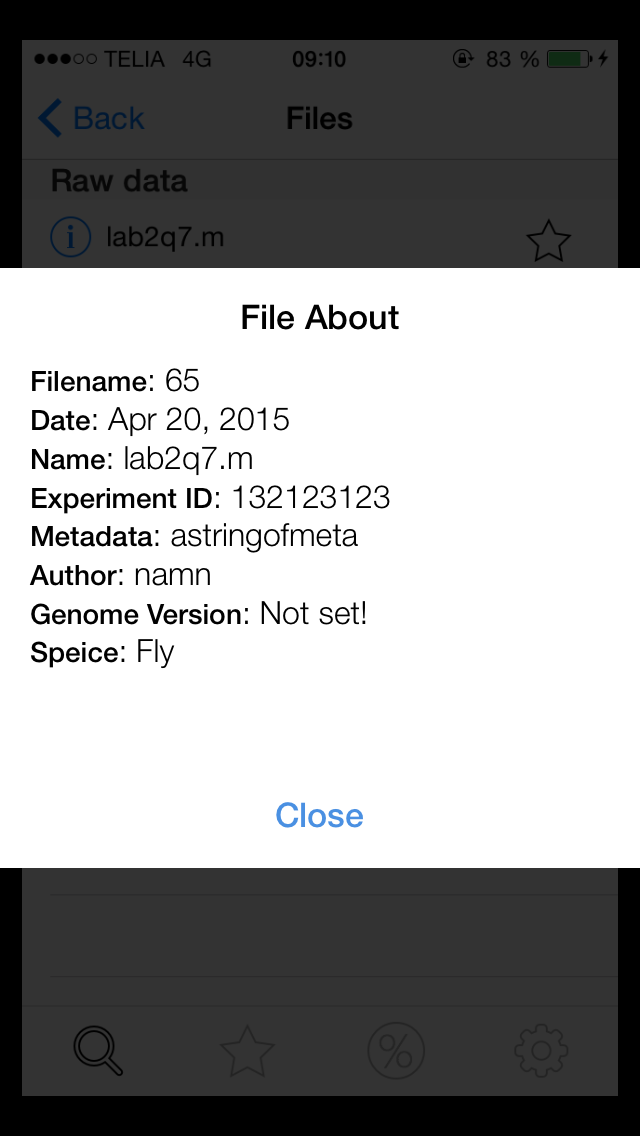 TELIA 4G 09:10 83 %
Back Files
Raw data
i lab2q7.m
File About
Filename: 65
Date: Apr 20, 2015
Name: lab2q7.m
Experiment ID: 132123123
Metadata: astringofmeta
Author: namn
Genome Version: Not set!
Speice: Fly
Close
%